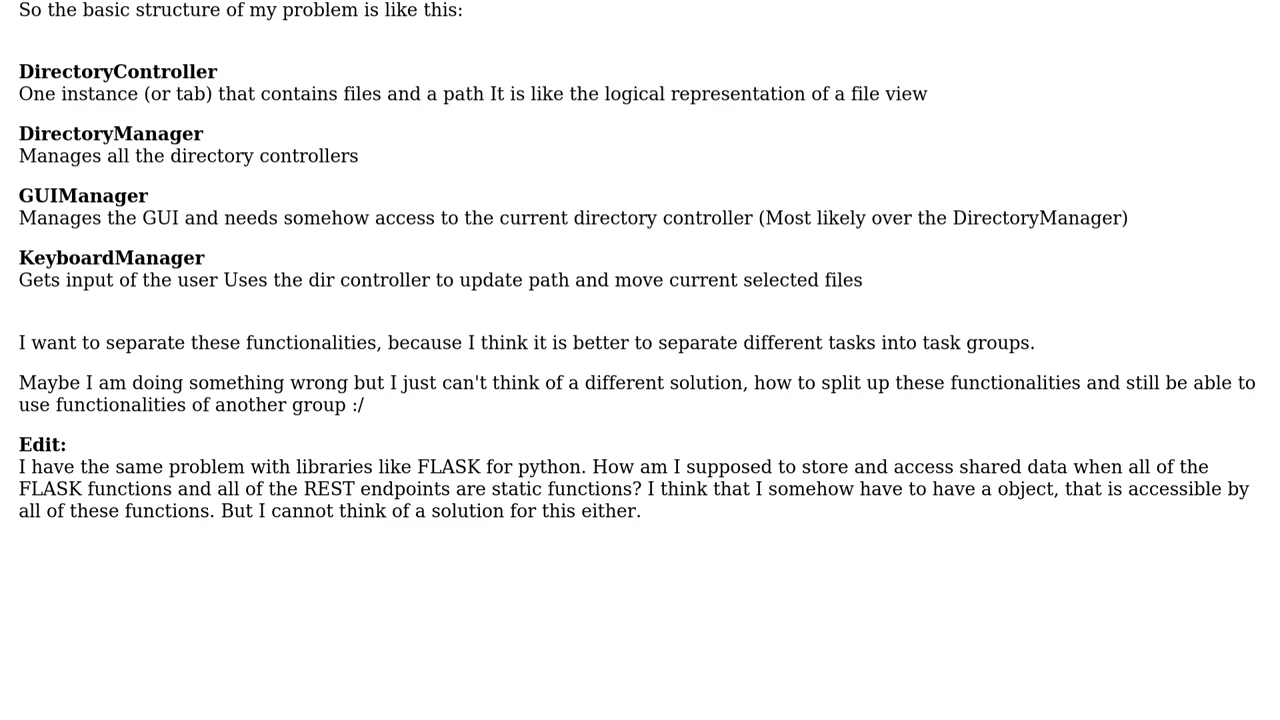 So the basic structure of my problem is like this:
DirectoryController
One instance (or tab) that contains files and a path It is like the logical representation of a file view
DirectoryManager
Manages all the directory controllers
GUIManager
Manages the GUI and needs somehow access to the current directory controller (Most likely over the DirectoryManager)
KeyboardManager
Gets input of the user Uses the dir controller to update path and move current selected files
I want to separate these functionalities, because I think it is better to separate different tasks into task groups.
Maybe I am doing something wrong but I just can't think of a different solution, how to split up these functionalities and still be able to
use functionalities of another group :/
Edit:
I have the same problem with libraries like FLASK for python. How am I supposed to store and access shared data when all of the
FLASK functions and all of the REST endpoints are static functions? I think that I somehow have to have a object, that is accessible by
all of these functions. But I cannot think of a solution for this either.